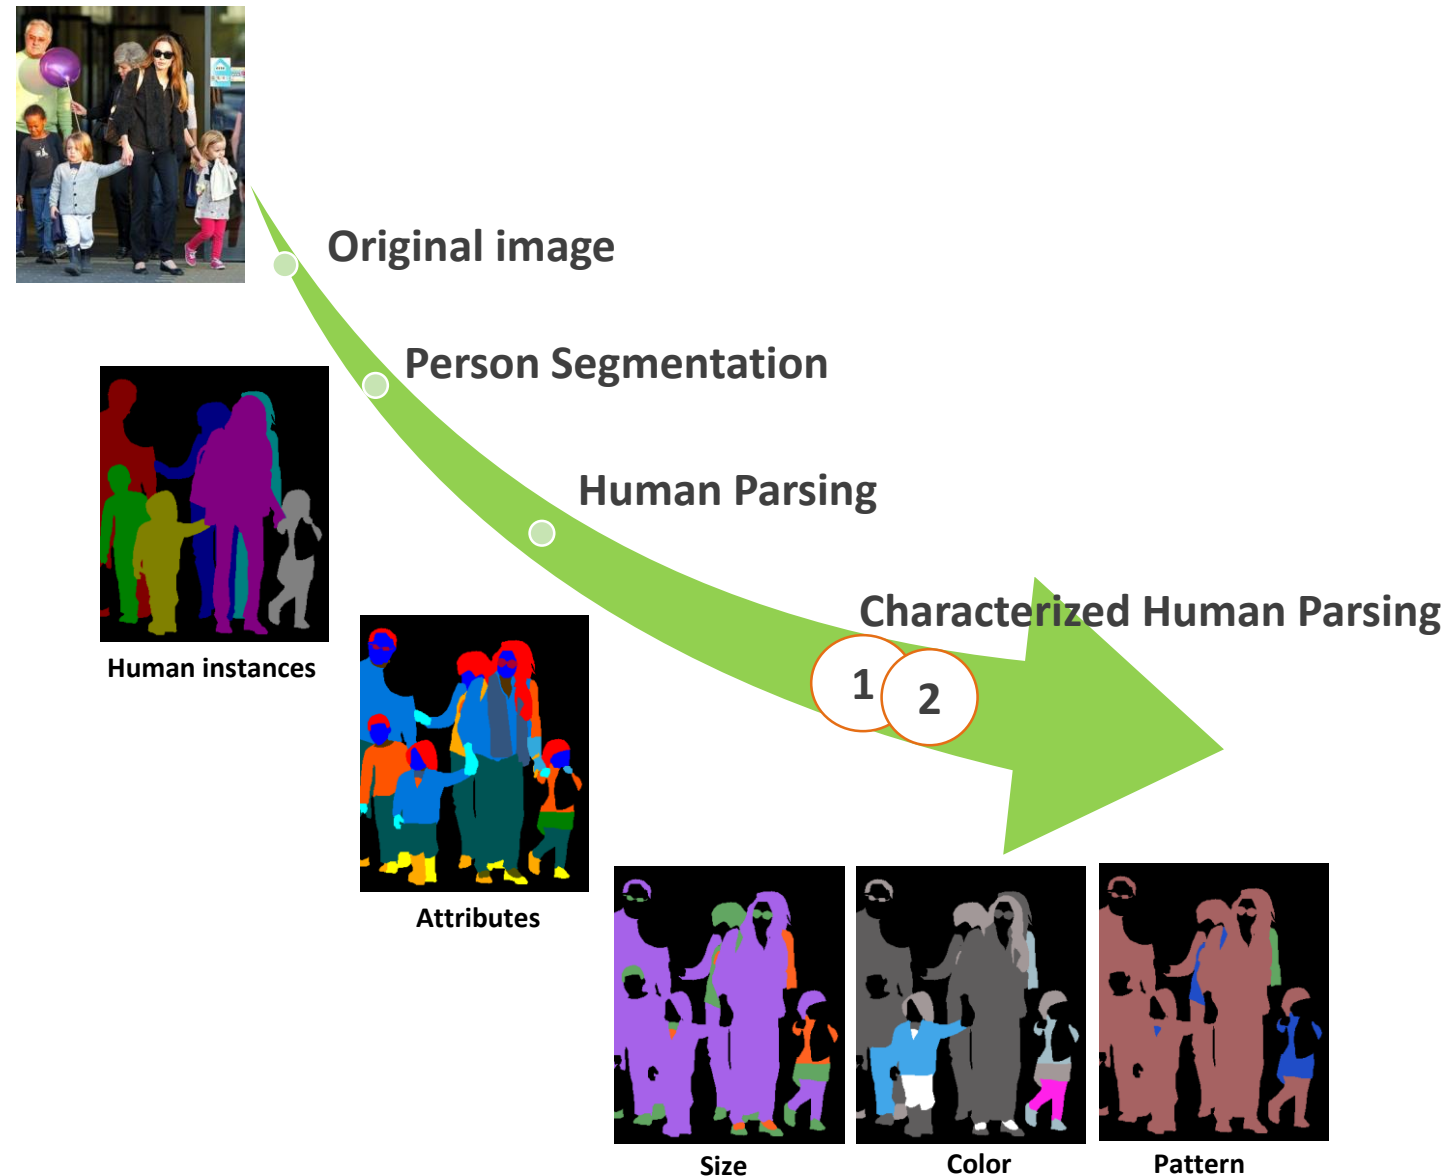 Original image
Person Segmentation
Human instances
Human Parsing
Attributes
Characterized Human Parsing
1
2
Size
Color
Pattern